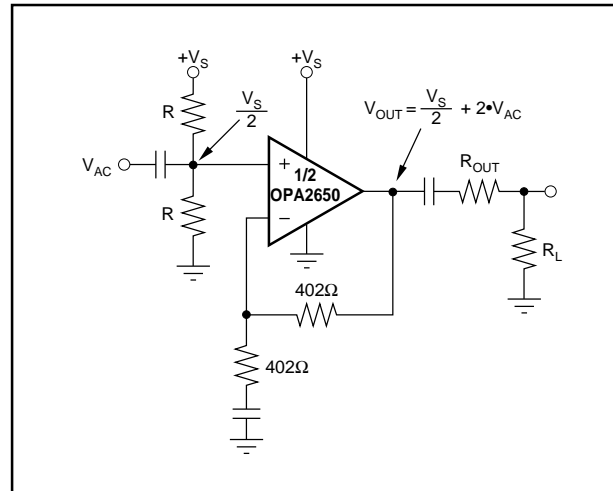 +V_S
+V_S
R
V_S/2
V_OUT = V_S/2 + 2•V_AC
V_AC
+
1/2
OPA2650
R_OUT
R
–
R_L
402Ω
402Ω